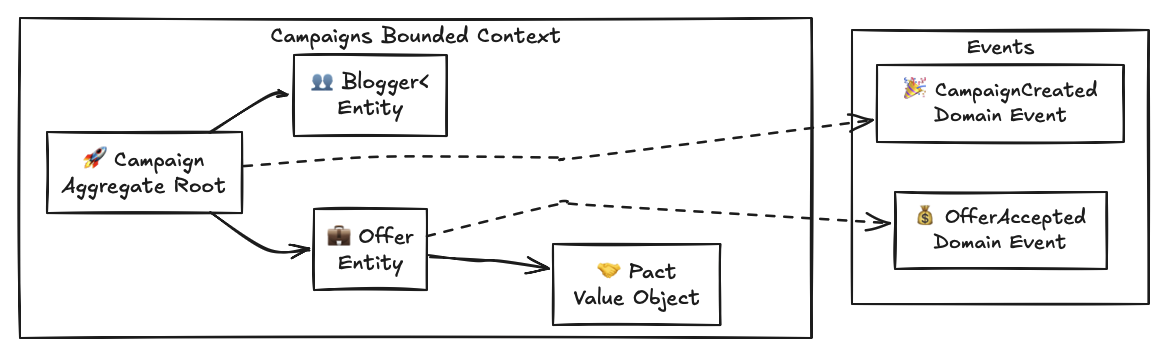 Campaigns Bounded Context
👥 Blogger<
Entity
🚀 Campaign
Aggregate Root
💼 Offer
Entity
🤝 Pact
Value Object
Events
🎉 CampaignCreated
Domain Event
💰 OfferAccepted
Domain Event